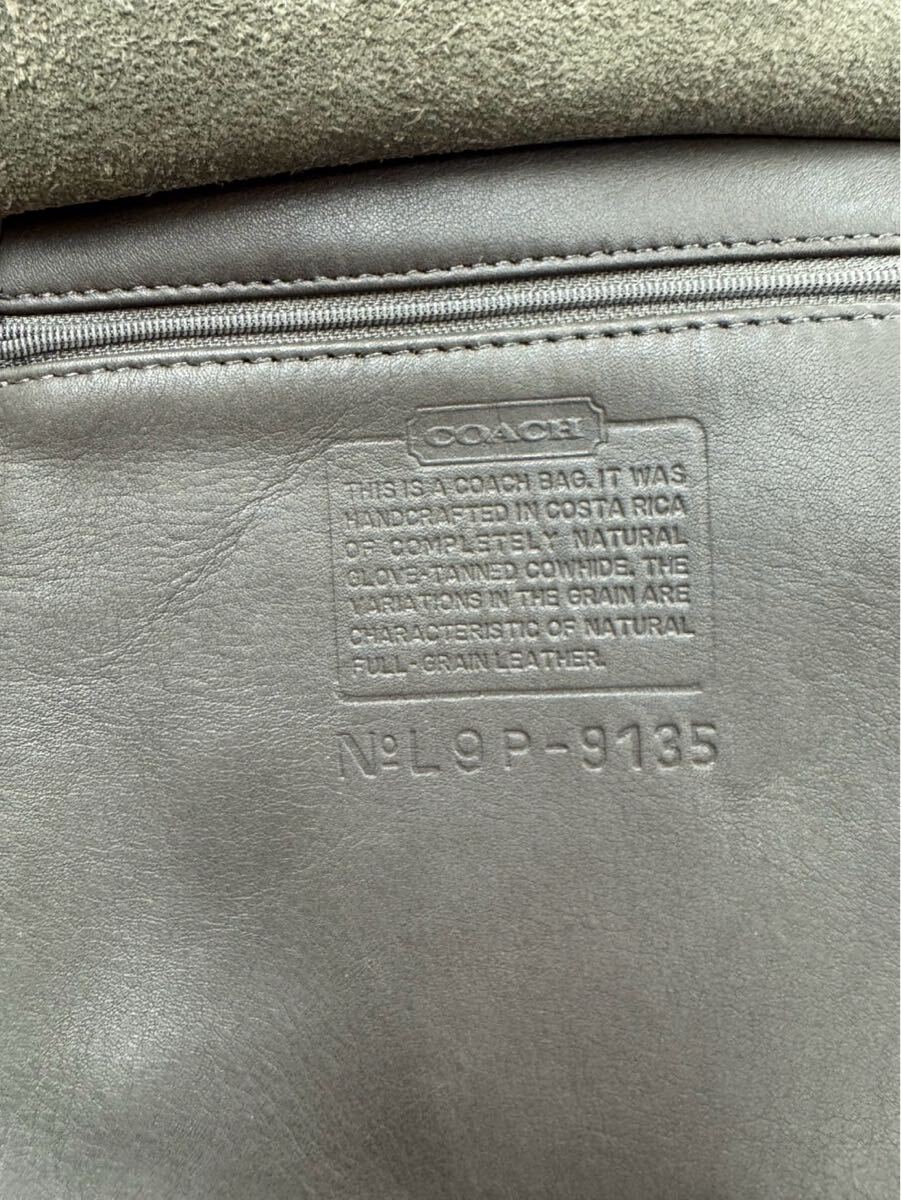 COACH
THIS IS A COACH BAG. IT WAS
HANDCRAFTED IN COSTA RICA
OF COMPLETELY NATURAL
GLOVE-TANNED COWHIDE. THE
VARIATIONS IN THE GRAIN ARE
CHARACTERISTIC OF NATURAL
FULL-GRAIN LEATHER.
№L9P-9135